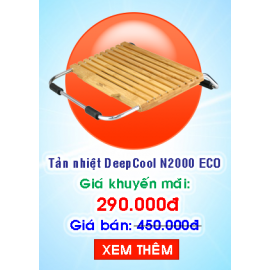 Tản nhiệt DeepCool N2000 ECO
Giá khuyến mãi:
290.000đ
Giá bán: 450.000đ
XEM THÊM